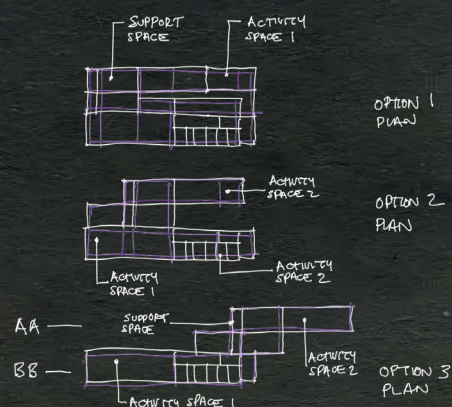 SUPPORT
SPACE
ACTIVITY
SPACE 1
OPTION 1
PLAN
ACTIVITY
SPACE 2
OPTION 2
PLAN
ACTIVITY
SPACE 1
ACTIVITY
SPACE 2
SUPPORT
SPACE
AA
BB
ACTIVITY
SPACE 2
OPTION 3
PLAN
ACTIVITY SPACE 1